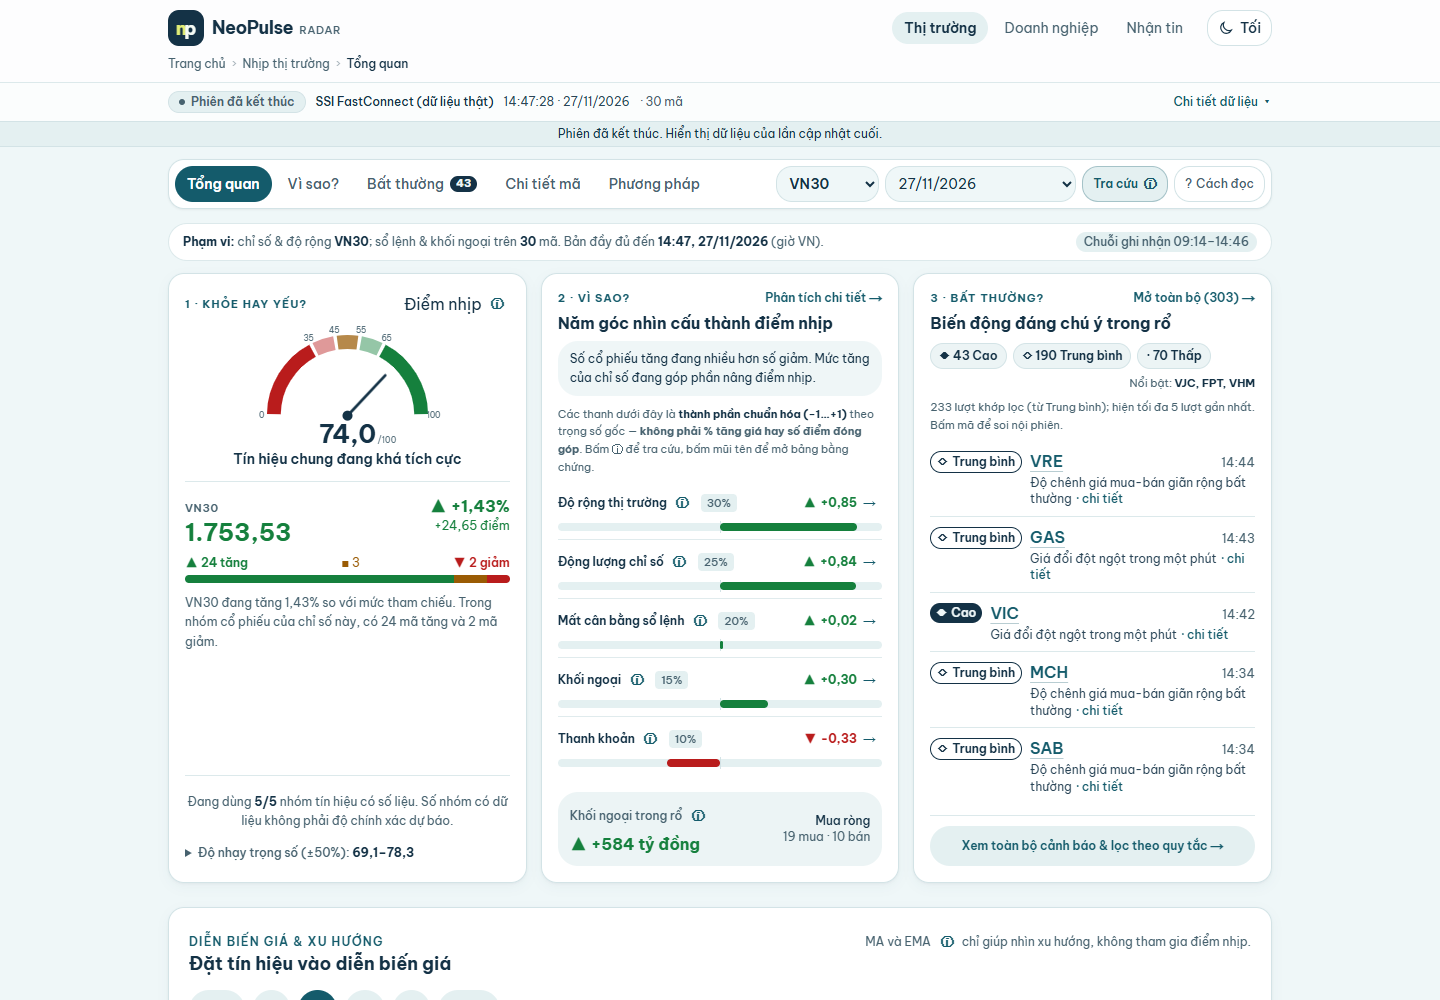 np NeoPulse RADAR
Thị trường Doanh nghiệp Nhận tin Tối
Trang chủ › Nhịp thị trường › Tổng quan
● Phiên đã kết thúc SSI FastConnect (dữ liệu thật) 14:47:28 · 27/11/2026 · 30 mã
Chi tiết dữ liệu
Phiên đã kết thúc. Hiển thị dữ liệu của lần cập nhật cuối.
Tổng quan Vì sao? Bất thường 43 Chi tiết mã Phương pháp
VN30 27/11/2026 Tra cứu ⓘ ? Cách đọc
Phạm vi: chỉ số & độ rộng VN30; sổ lệnh & khối ngoại trên 30 mã. Bản đầy đủ đến 14:47, 27/11/2026 (giờ VN).
Chuỗi ghi nhận 09:14–14:46
1 · KHỎE HAY YẾU? Điểm nhịp ⓘ
0 35 45 55 65 100
74,0 /100
Tín hiệu chung đang khá tích cực
VN30
1.753,53
▲ +1,43%
+24,65 điểm
▲ 24 tăng ■ 3 ▼ 2 giảm
VN30 đang tăng 1,43% so với mức tham chiếu. Trong
nhóm cổ phiếu của chỉ số này, có 24 mã tăng và 2 mã
giảm.
Đang dùng 5/5 nhóm tín hiệu có số liệu. Số nhóm có dữ
liệu không phải độ chính xác dự báo.
▶ Độ nhạy trọng số (±50%): 69,1–78,3
2 · VÌ SAO? Phân tích chi tiết →
Năm góc nhìn cấu thành điểm nhịp
Số cổ phiếu tăng đang nhiều hơn số giảm. Mức tăng
của chỉ số đang góp phần nâng điểm nhịp.
Các thanh dưới đây là thành phần chuẩn hóa (−1…+1) theo
trọng số gốc — không phải % tăng giá hay số điểm đóng
góp. Bấm ⓘ để tra cứu, bấm mũi tên để mở bảng bằng
chứng.
Độ rộng thị trường ⓘ 30% ▲ +0,85 →
Động lượng chỉ số ⓘ 25% ▲ +0,84 →
Mất cân bằng sổ lệnh ⓘ 20% ▲ +0,02 →
Khối ngoại ⓘ 15% ▲ +0,30 →
Thanh khoản ⓘ 10% ▼ -0,33 →
Khối ngoại trong rổ ⓘ
▲ +584 tỷ đồng
Mua ròng
19 mua · 10 bán
3 · BẤT THƯỜNG? Mở toàn bộ (303) →
Biến động đáng chú ý trong rổ
43 Cao 190 Trung bình · 70 Thấp
Nổi bật: VJC, FPT, VHM
233 lượt khớp lọc (từ Trung bình); hiện tối đa 5 lượt gần nhất.
Bấm mã để soi nội phiên.
Trung bình VRE 14:44
Độ chênh giá mua-bán giãn rộng bất
thường · chi tiết
Trung bình GAS 14:43
Giá đổi đột ngột trong một phút · chi
tiết
Cao VIC 14:42
Giá đổi đột ngột trong một phút · chi tiết
Trung bình MCH 14:34
Độ chênh giá mua-bán giãn rộng bất
thường · chi tiết
Trung bình SAB 14:34
Độ chênh giá mua-bán giãn rộng bất
thường · chi tiết
Xem toàn bộ cảnh báo & lọc theo quy tắc →
DIỄN BIẾN GIÁ & XU HƯỚNG
Đặt tín hiệu vào diễn biến giá
MA và EMA ⓘ chỉ giúp nhìn xu hướng, không tham gia điểm nhịp.